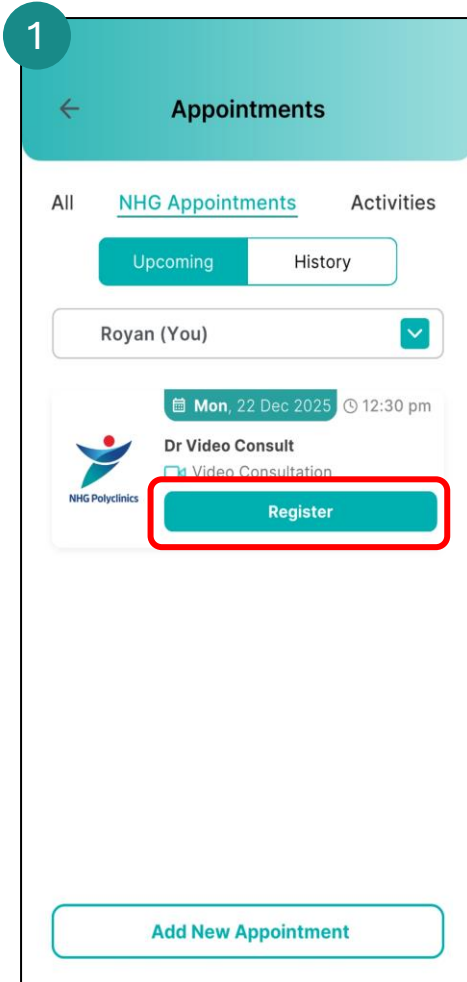 1
Appointments
All NHG Appointments Activities
Upcoming History
Royan (You)
Mon, 22 Dec 2025 12:30 pm
Dr Video Consult
Video Consultation
NHG Polyclinics
Register
Add New Appointment